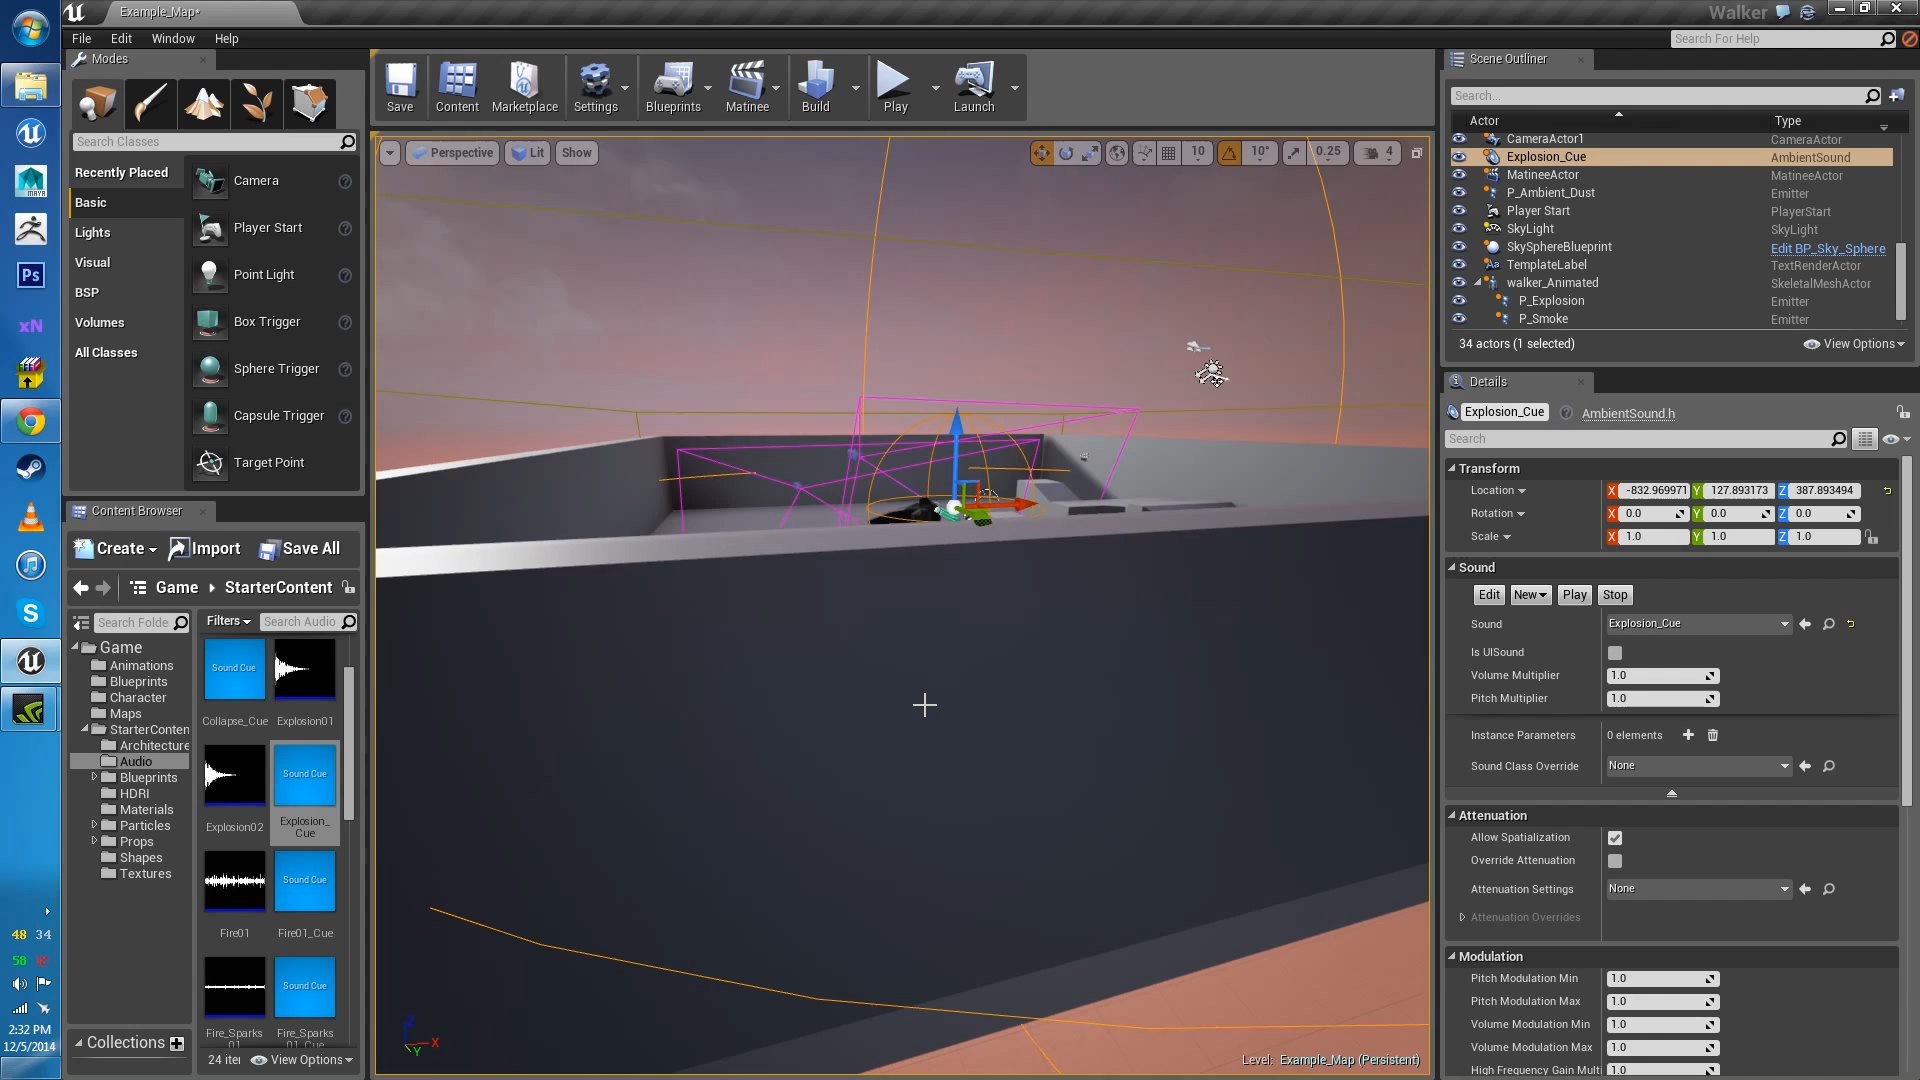 Example_Map*
Walker
File Edit Window Help
Search For Help
Modes
Search Classes
Recently Placed
Basic
Lights
Visual
BSP
Volumes
All Classes
Camera
Player Start
Point Light
Box Trigger
Sphere Trigger
Capsule Trigger
Target Point
Save
Content
Marketplace
Settings
Blueprints
Matinee
Build
Play
Launch
Perspective
Lit
Show
10
10°
0.25
4
Level: Example_Map (Persistent)
Z
X
Y
Content Browser
Create
Import
Save All
Game
StarterContent
Search Folde
Filters
Search Audio
Game
Animations
Blueprints
Character
Maps
StarterConten
Architecture
Audio
Blueprints
HDRI
Materials
Particles
Props
Shapes
Textures
Collections
Sound Cue
Collapse_Cue
Explosion01
Explosion02
Sound Cue
Explosion_
Cue
Fire01
Sound Cue
Fire01_Cue
Fire_Sparks
Sound Cue
Fire_Sparks
24 iter
View Options
Scene Outliner
Search...
Actor Type
CameraActor1 CameraActor
Explosion_Cue AmbientSound
MatineeActor MatineeActor
P_Ambient_Dust Emitter
Player Start PlayerStart
SkyLight SkyLight
SkySphereBlueprint Edit BP_Sky_Sphere
TemplateLabel TextRenderActor
walker_Animated SkeletalMeshActor
P_Explosion Emitter
P_Smoke Emitter
34 actors (1 selected)
View Options
Details
Explosion_Cue
AmbientSound.h
Search
Transform
Location X -832.969971 Y 127.893173 Z 387.893494
Rotation X 0.0 Y 0.0 Z 0.0
Scale X 1.0 Y 1.0 Z 1.0
Sound
Edit New Play Stop
Sound Explosion_Cue
Is UISound
Volume Multiplier 1.0
Pitch Multiplier 1.0
Instance Parameters 0 elements
Sound Class Override None
Attenuation
Allow Spatialization
Override Attenuation
Attenuation Settings None
Attenuation Overrides
Modulation
Pitch Modulation Min 1.0
Pitch Modulation Max 1.0
Volume Modulation Min 1.0
Volume Modulation Max 1.0
High Frequency Gain Mult 1.0
MAYA
Ps
xN
48 34
58
2:32 PM
12/5/2014